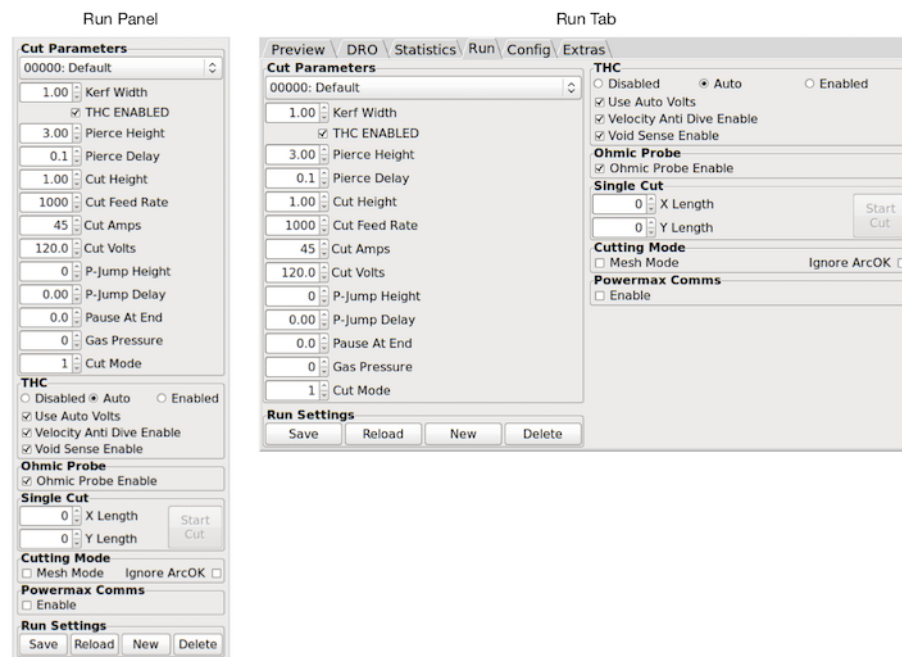 Run Panel
Cut Parameters
00000: Default
1.00 Kerf Width
THC ENABLED
3.00 Pierce Height
0.1 Pierce Delay
1.00 Cut Height
1000 Cut Feed Rate
45 Cut Amps
120.0 Cut Volts
0 P-Jump Height
0.00 P-Jump Delay
0.0 Pause At End
0 Gas Pressure
1 Cut Mode
THC
Disabled Auto Enabled
Use Auto Volts
Velocity Anti Dive Enable
Void Sense Enable
Ohmic Probe
Ohmic Probe Enable
Single Cut
0 X Length
0 Y Length
Start
Cut
Cutting Mode
Mesh Mode Ignore ArcOK
Powermax Comms
Enable
Run Settings
Save Reload New Delete
Run Tab
Preview DRO Statistics Run Config Extras
Cut Parameters
00000: Default
1.00 Kerf Width
THC ENABLED
3.00 Pierce Height
0.1 Pierce Delay
1.00 Cut Height
1000 Cut Feed Rate
45 Cut Amps
120.0 Cut Volts
0 P-Jump Height
0.00 P-Jump Delay
0.0 Pause At End
0 Gas Pressure
1 Cut Mode
Run Settings
Save Reload New Delete
THC
Disabled Auto Enabled
Use Auto Volts
Velocity Anti Dive Enable
Void Sense Enable
Ohmic Probe
Ohmic Probe Enable
Single Cut
0 X Length
0 Y Length
Start
Cut
Cutting Mode
Mesh Mode Ignore ArcOK
Powermax Comms
Enable